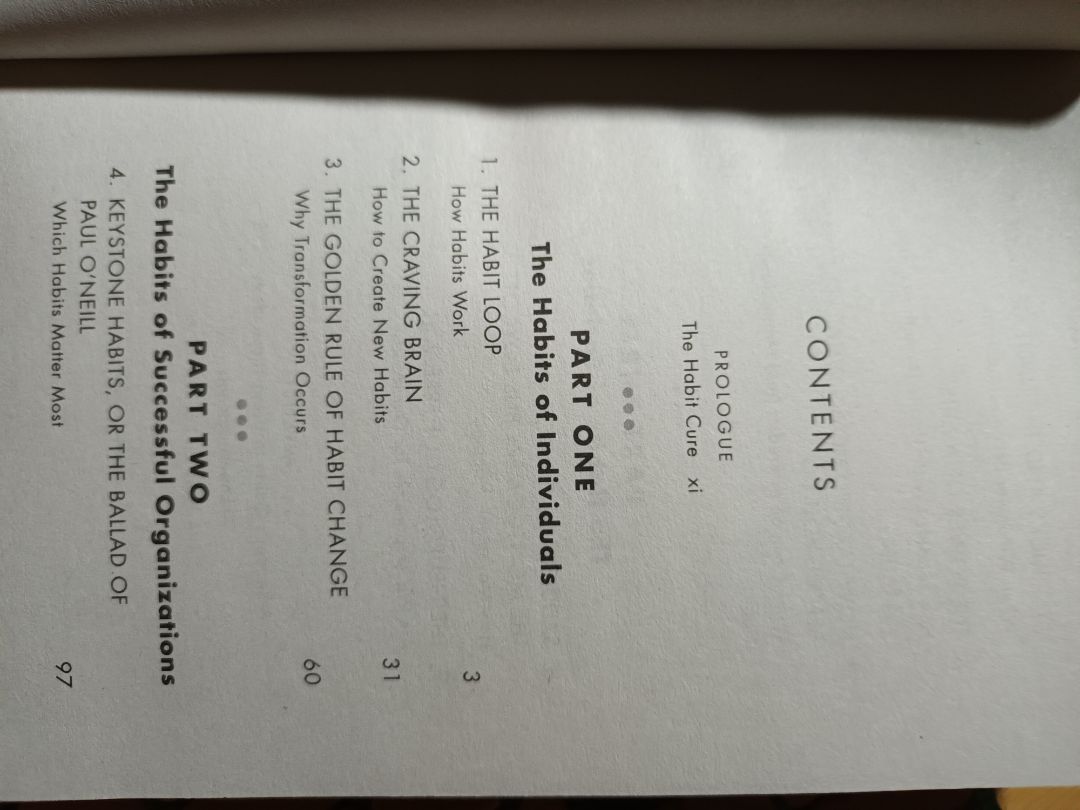 CONTENTS
PROLOGUE
The Habit Cure xi
PART ONE
The Habits of Individuals
1. THE HABIT LOOP
How Habits Work 3
2. THE CRAVING BRAIN
How to Create New Habits 31
3. THE GOLDEN RULE OF HABIT CHANGE
Why Transformation Occurs 60
PART TWO
The Habits of Successful Organizations
4. KEYSTONE HABITS, OR THE BALLAD OF
PAUL O'NEILL
Which Habits Matter Most 97